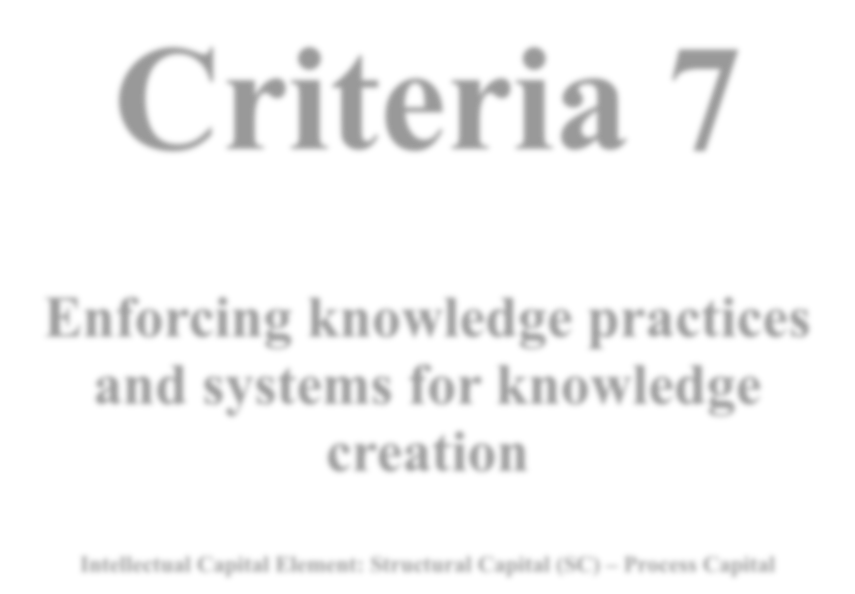 Criteria 7
Enforcing knowledge practices
and systems for knowledge
creation
Intellectual Capital Element: Structural Capital (SC) – Process Capital